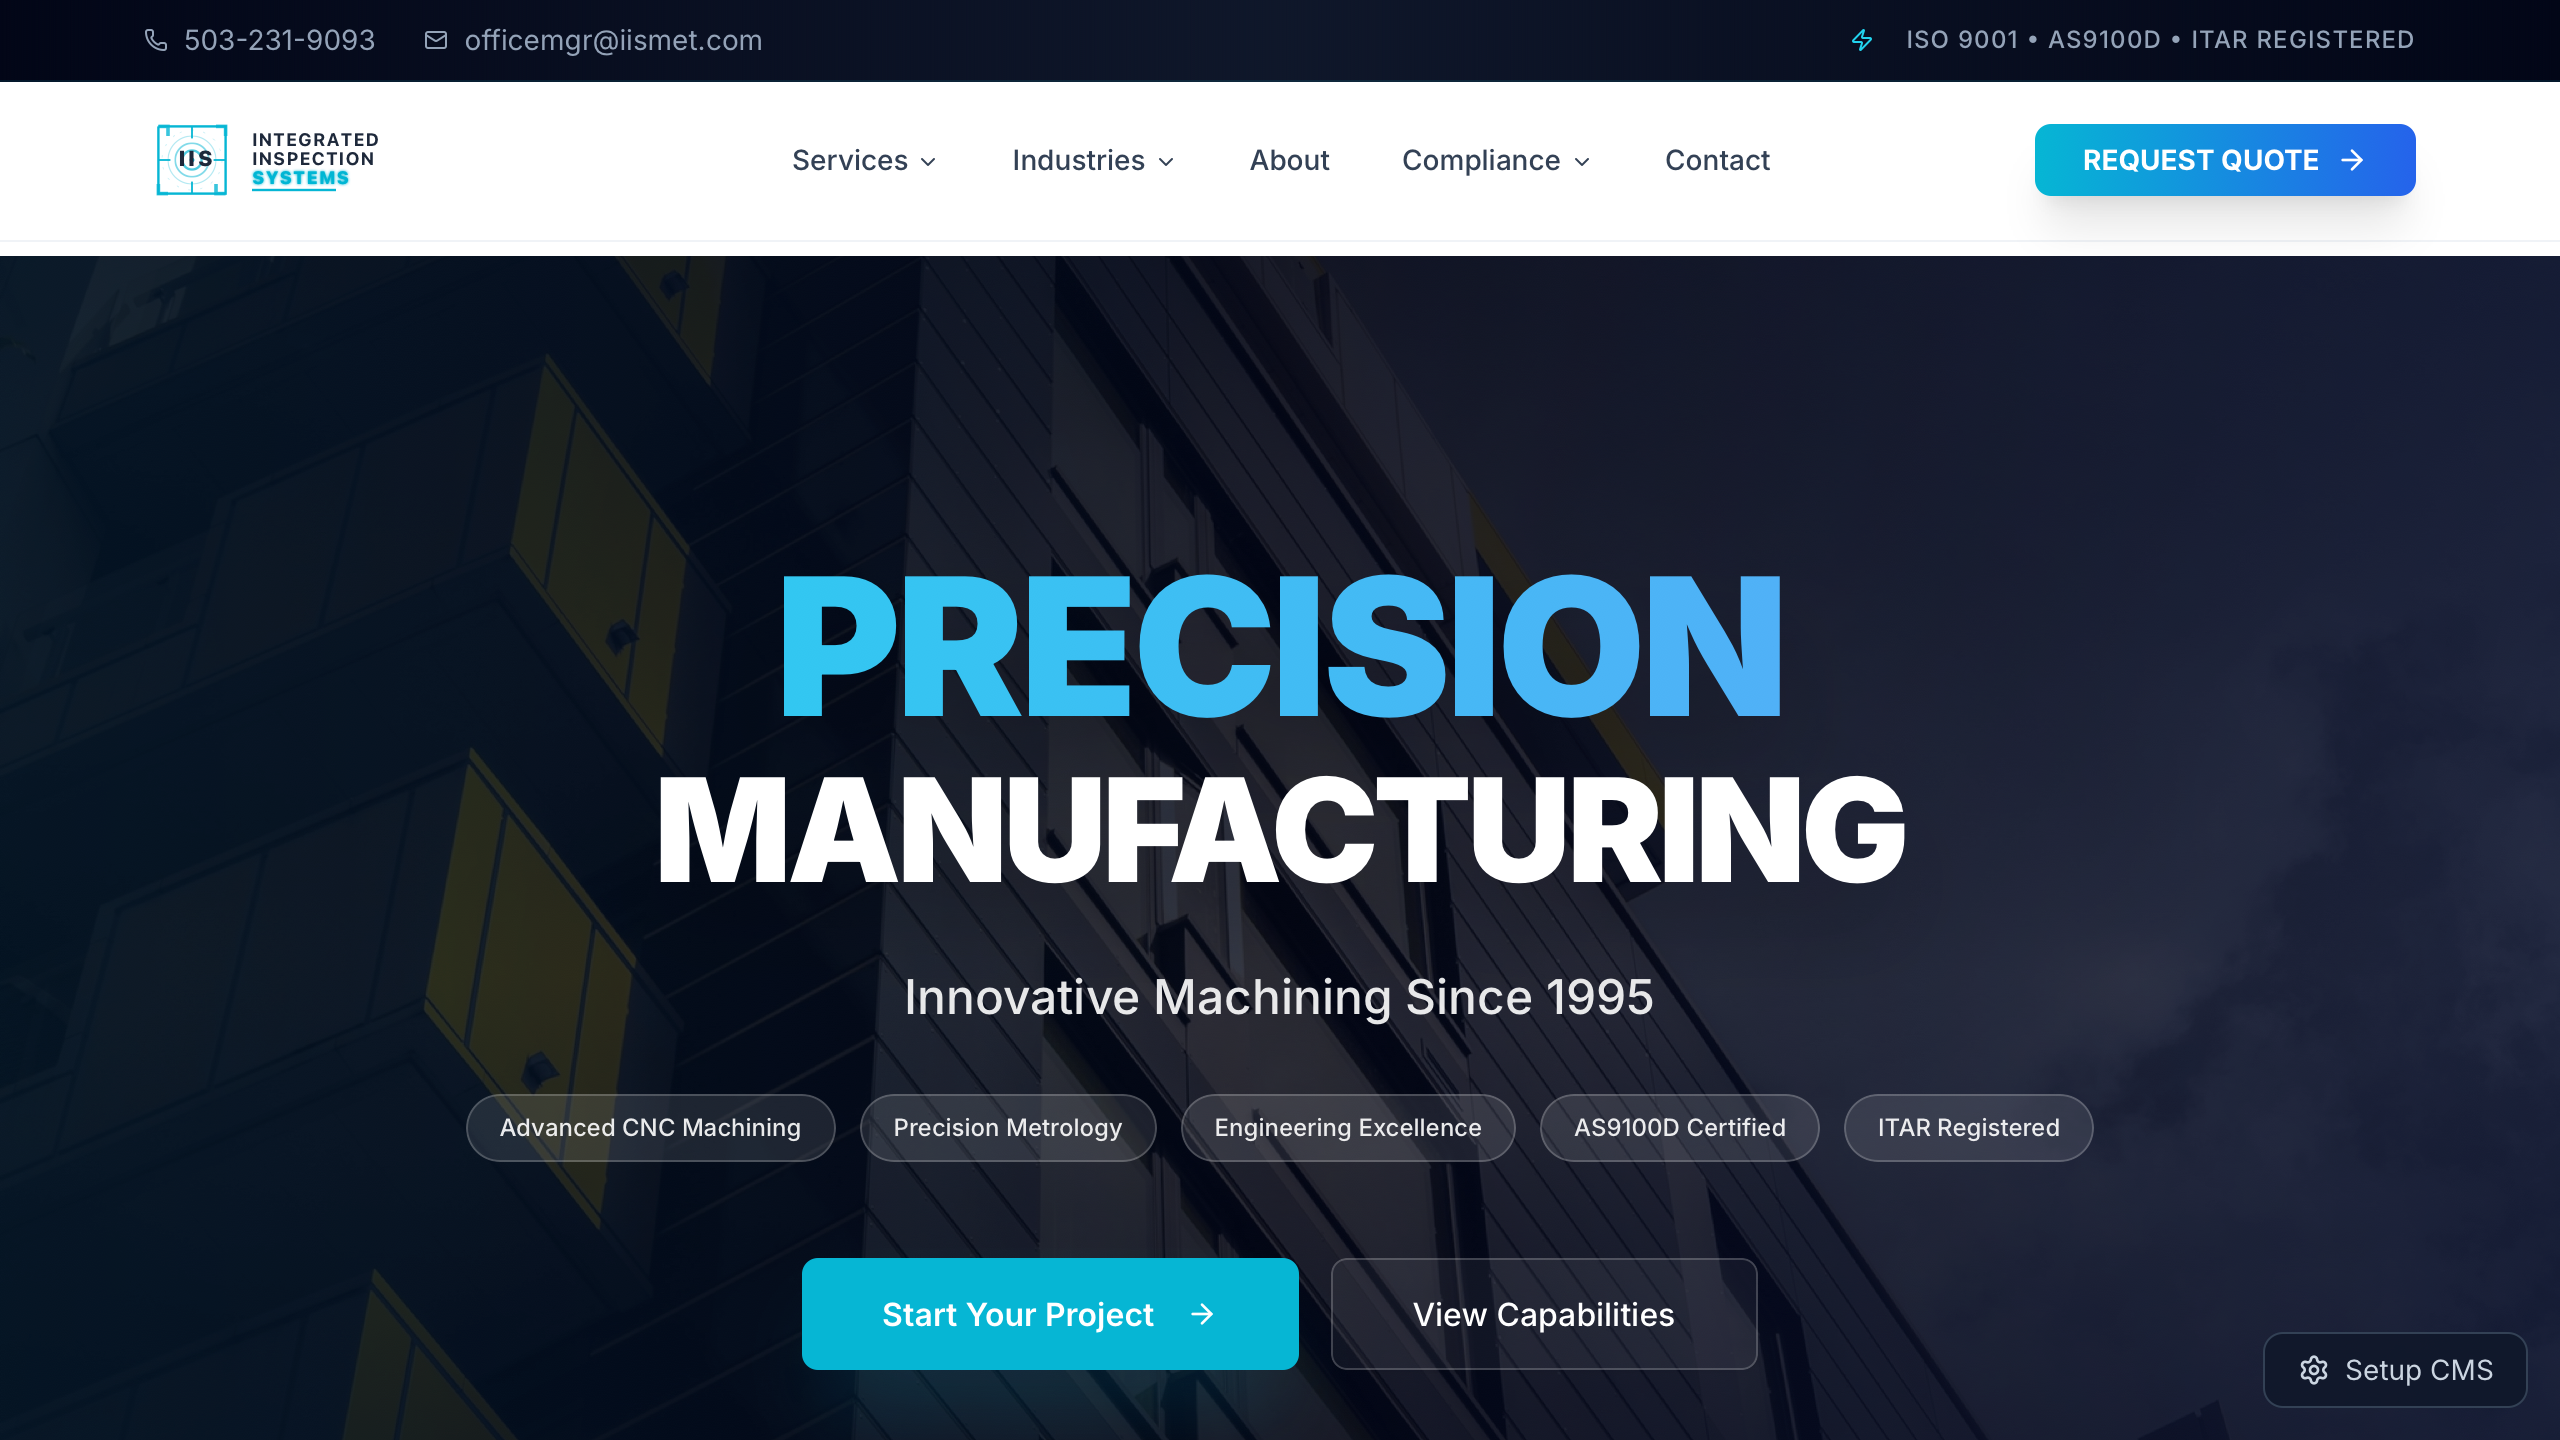 503-231-9093
officemgr@iismet.com
ISO 9001 • AS9100D • ITAR REGISTERED
IIS
INTEGRATED
INSPECTION
SYSTEMS
Services
Industries
About
Compliance
Contact
REQUEST QUOTE
PRECISION
MANUFACTURING
Innovative Machining Since 1995
Advanced CNC Machining
Precision Metrology
Engineering Excellence
AS9100D Certified
ITAR Registered
Start Your Project
View Capabilities
Setup CMS